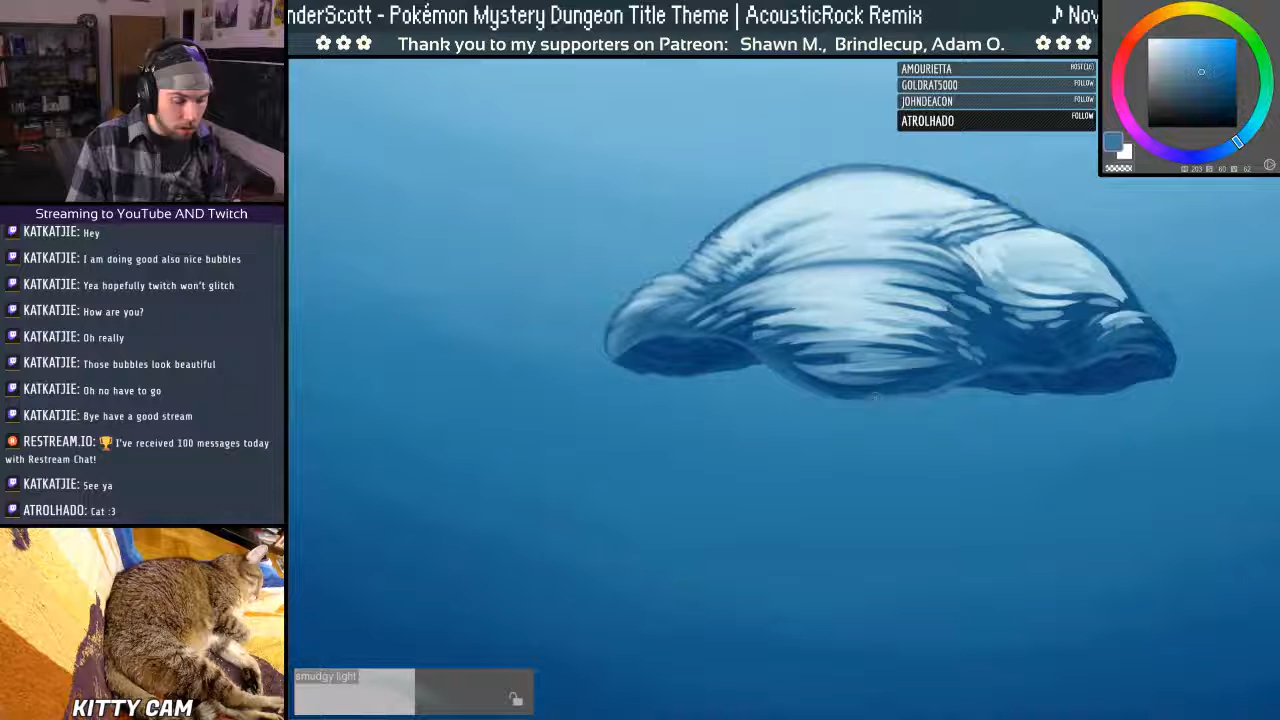 nderScott - Pokémon Mystery Dungeon Title Theme | AcousticRock Remix
♪ Nov
✿ ✿ ✿ Thank you to my supporters on Patreon: Shawn M., Brindlecup, Adam O. ✿ ✿ ✿
AMOURIETTA HOST(16)
GOLDRAT5000 FOLLOW
JOHNDEACON FOLLOW
ATROLHADO FOLLOW
Streaming to YouTube AND Twitch
KATKATJIE: Hey
KATKATJIE: I am doing good also nice bubbles
KATKATJIE: Yea hopefully twitch won't glitch
KATKATJIE: How are you?
KATKATJIE: Oh really
KATKATJIE: Those bubbles look beautiful
KATKATJIE: Oh no have to go
KATKATJIE: Bye have a good stream
RESTREAM.IO: 🏆 I've received 100 messages today
with Restream Chat!
KATKATJIE: See ya
ATROLHADO: Cat :3
KITTY CAM
smudgy light